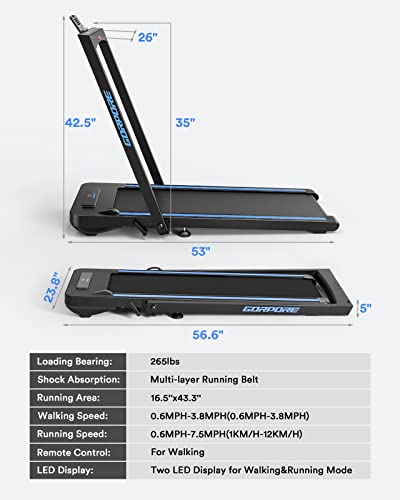 26"
42.5"
35"
GORPORE
53"
23.8"
GORPORE
5"
56.6"
Loading Bearing: 265lbs
Shock Absorption: Multi-layer Running Belt
Running Area: 16.5"x43.3"
Walking Speed: 0.6MPH-3.8MPH(0.6MPH-3.8MPH)
Running Speed: 0.6MPH-7.5MPH(1KM/H-12KM/H)
Remote Control: For Walking
LED Display: Two LED Display for Walking&Running Mode